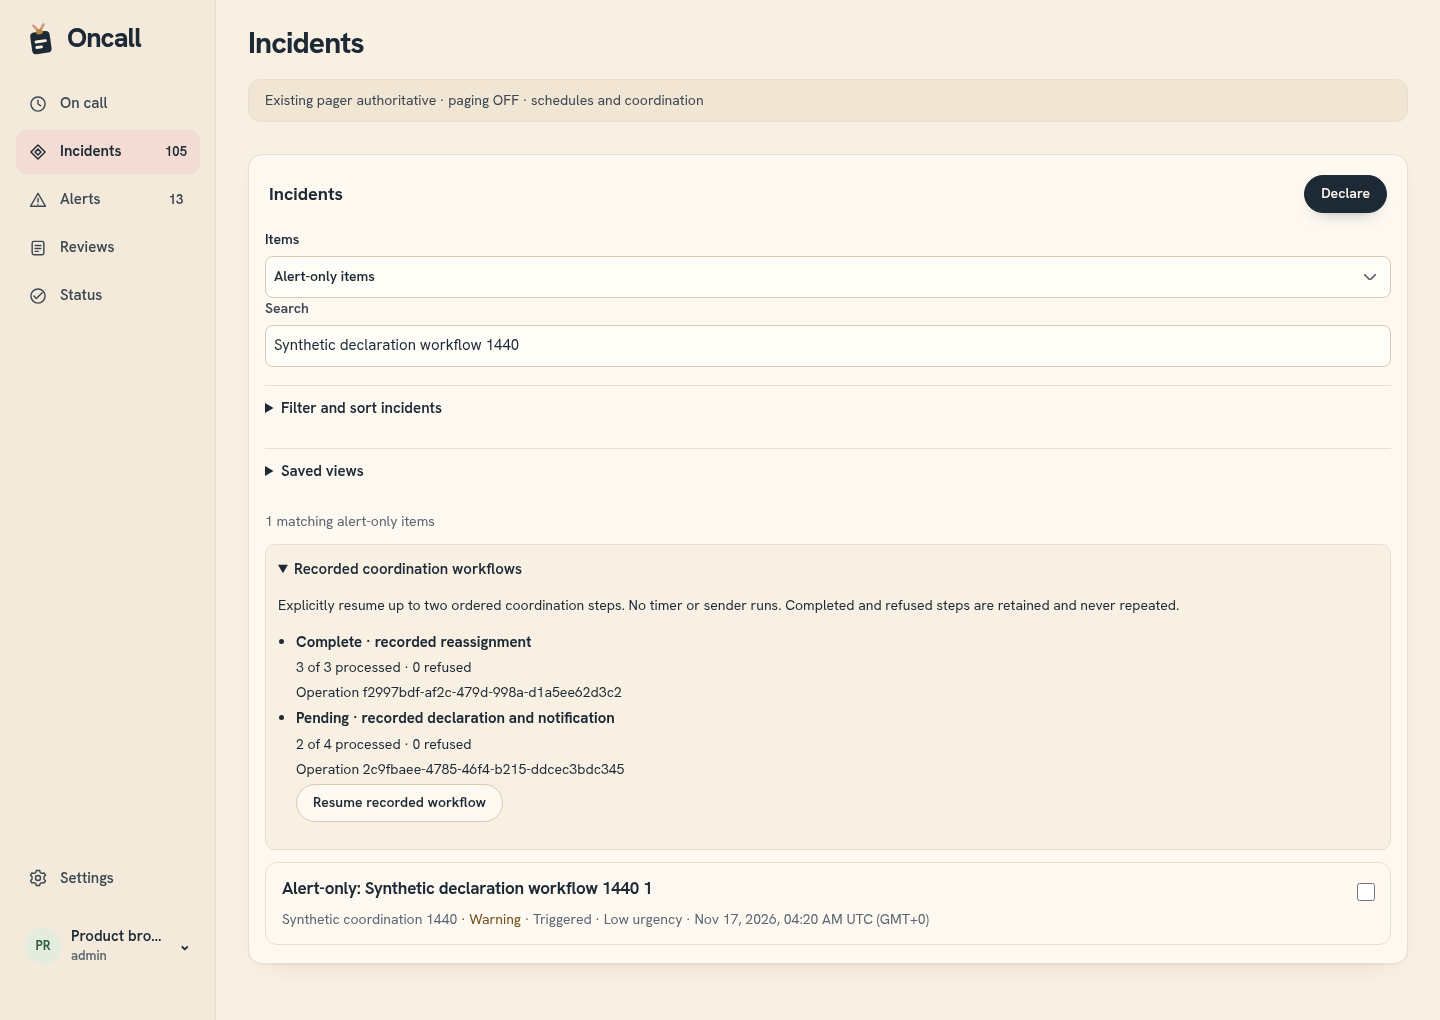 Oncall
On call
Incidents 105
Alerts 13
Reviews
Status
Settings
PR
Product bro...
admin
Incidents
Existing pager authoritative · paging OFF · schedules and coordination
Incidents
Declare
Items
Alert-only items
Search
Synthetic declaration workflow 1440
Filter and sort incidents
Saved views
1 matching alert-only items
Recorded coordination workflows
Explicitly resume up to two ordered coordination steps. No timer or sender runs. Completed and refused steps are retained and never repeated.
Complete · recorded reassignment
3 of 3 processed · 0 refused
Operation f2997bdf-af2c-479d-998a-d1a5ee62d3c2
Pending · recorded declaration and notification
2 of 4 processed · 0 refused
Operation 2c9fbaee-4785-46f4-b215-ddcec3bdc345
Resume recorded workflow
Alert-only: Synthetic declaration workflow 1440 1
Synthetic coordination 1440 · Warning · Triggered · Low urgency · Nov 17, 2026, 04:20 AM UTC (GMT+0)